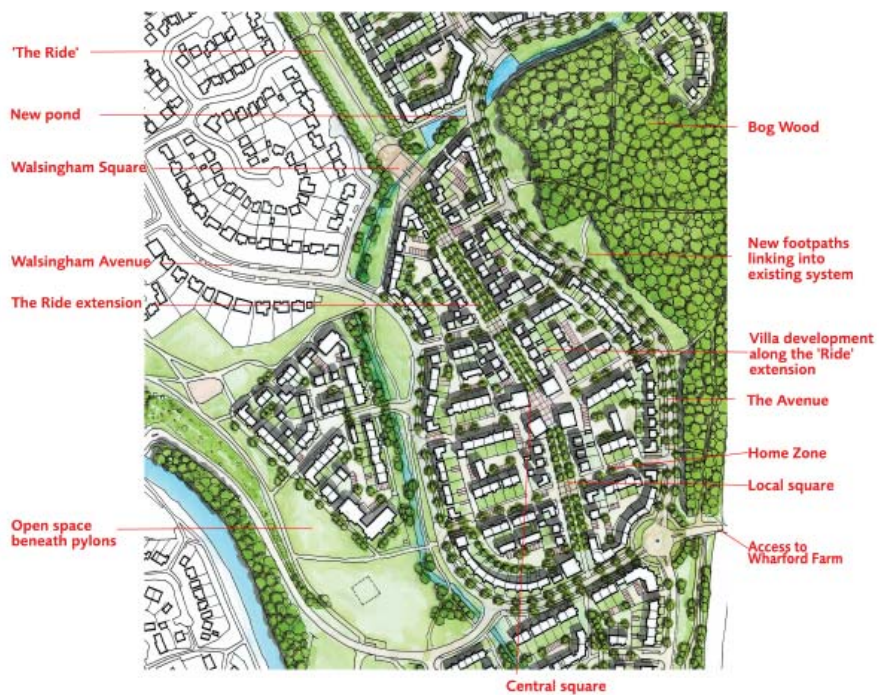 'The Ride'
New pond
Walsingham Square
Walsingham Avenue
The Ride extension
Open space
beneath pylons
Bog Wood
New footpaths
linking into
existing system
Villa development
along the 'Ride'
extension
The Avenue
Home Zone
Local square
Access to
Wharford Farm
Central square